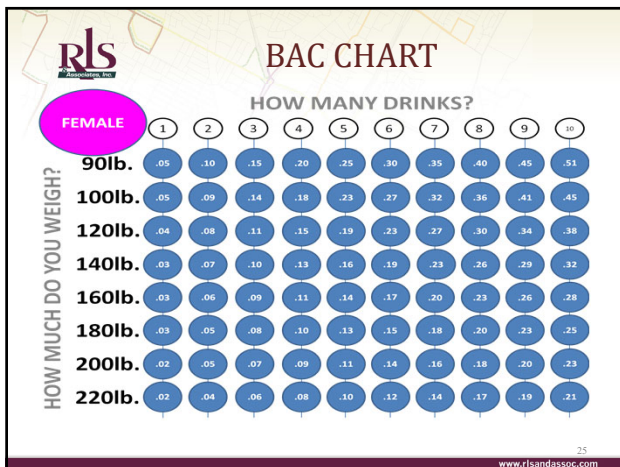 RLS
& Associates, Inc.
BAC CHART
HOW MANY DRINKS?
FEMALE 1 2 3 4 5 6 7 8 9 10
HOW MUCH DO YOU WEIGH?
90lb. .05 .10 .15 .20 .25 .30 .35 .40 .45 .51
100lb. .05 .09 .14 .18 .23 .27 .32 .36 .41 .45
120lb. .04 .08 .11 .15 .19 .23 .27 .30 .34 .38
140lb. .03 .07 .10 .13 .16 .19 .23 .26 .29 .32
160lb. .03 .06 .09 .11 .14 .17 .20 .23 .26 .28
180lb. .03 .05 .08 .10 .13 .15 .18 .20 .23 .25
200lb. .02 .05 .07 .09 .11 .14 .16 .18 .20 .23
220lb. .02 .04 .06 .08 .10 .12 .14 .17 .19 .21
25
www.rlsandassoc.com